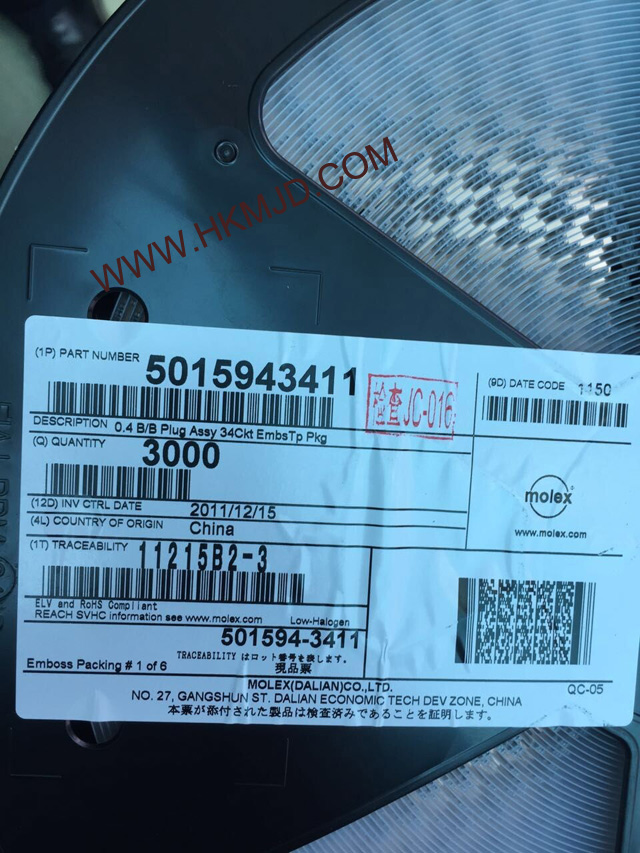 WWW.HKMJD.COM
(1P) PART NUMBER 5015943411
検査 JC-016
(9D) DATE CODE 1150
DESCRIPTION 0.4 B/B Plug Assy 34Ckt EmbsTp Pkg
(Q) QUANTITY 3000
molex
www.molex.com
(12D) INV CTRL DATE 2011/12/15
(4L) COUNTRY OF ORIGIN China
(1T) TRACEABILITY 11215B2-3
ELV and RoHS Compliant
REACH SVHC information see www.molex.com Low-Halogen
501594-3411
TRACEABILITY はロット番号を表します。
現品票
Emboss Packing # 1 of 6
MOLEX(DALIAN)CO.,LTD. QC-05
NO. 27, GANGSHUN ST. DALIAN ECONOMIC TECH DEV ZONE, CHINA
本票が添付された製品は検査済みであることを証明します。